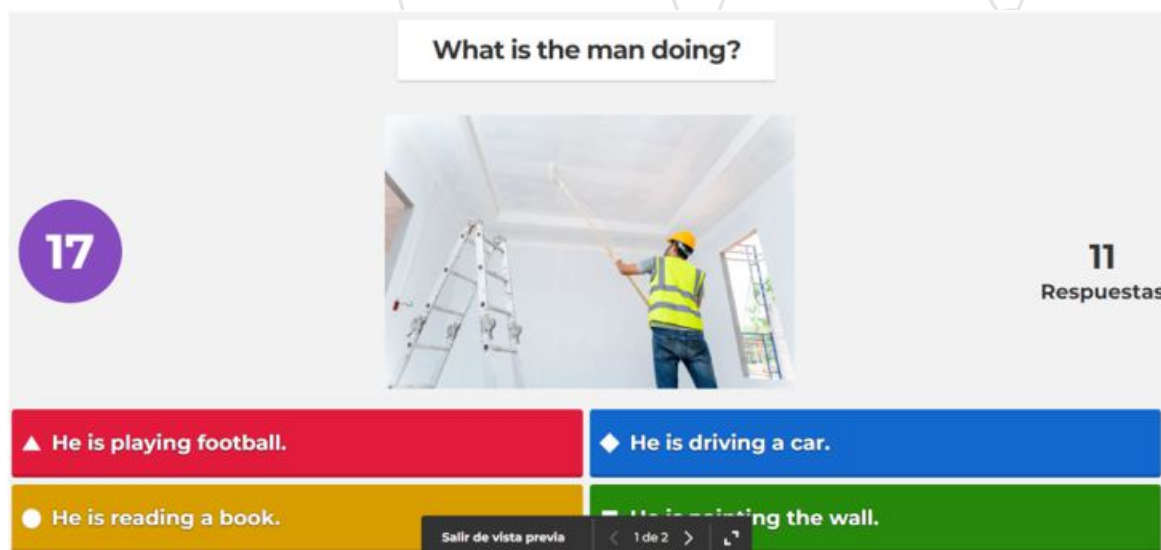 What is the man doing?
17
11
Respuestas
▲ He is playing football.
◆ He is driving a car.
● He is reading a book.
the wall.
Salir de vista previa
1 de 2